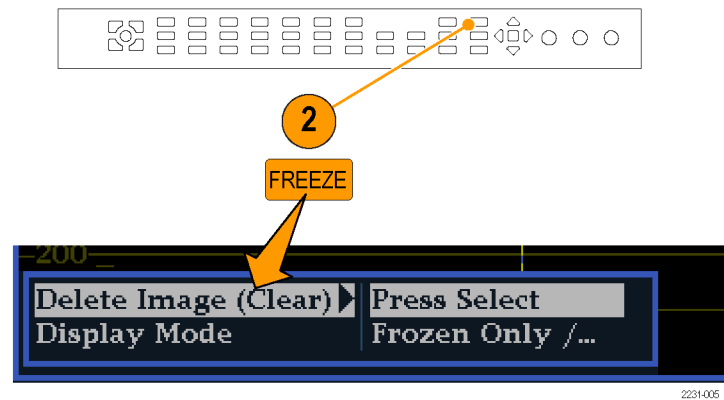 2
FREEZE
-200
Delete Image (Clear) Press Select
Display Mode Frozen Only /...
2231-005